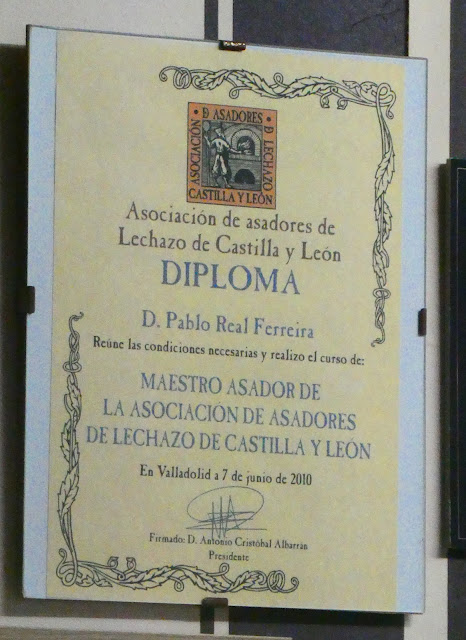 ASOCIACIÓN D ASADORES D LECHAZO
CASTILLA Y LEÓN
Asociación de asadores de
Lechazo de Castilla y León
DIPLOMA
D. Pablo Real Ferreira
Reúne las condiciones necesarias y realizo el curso de:
MAESTRO ASADOR DE
LA ASOCIACIÓN DE ASADORES
DE LECHAZO DE CASTILLA Y LEÓN
En Valladolid a 7 de junio de 2010
Firmado: D. Antonio Cristóbal Albarrán
Presidente